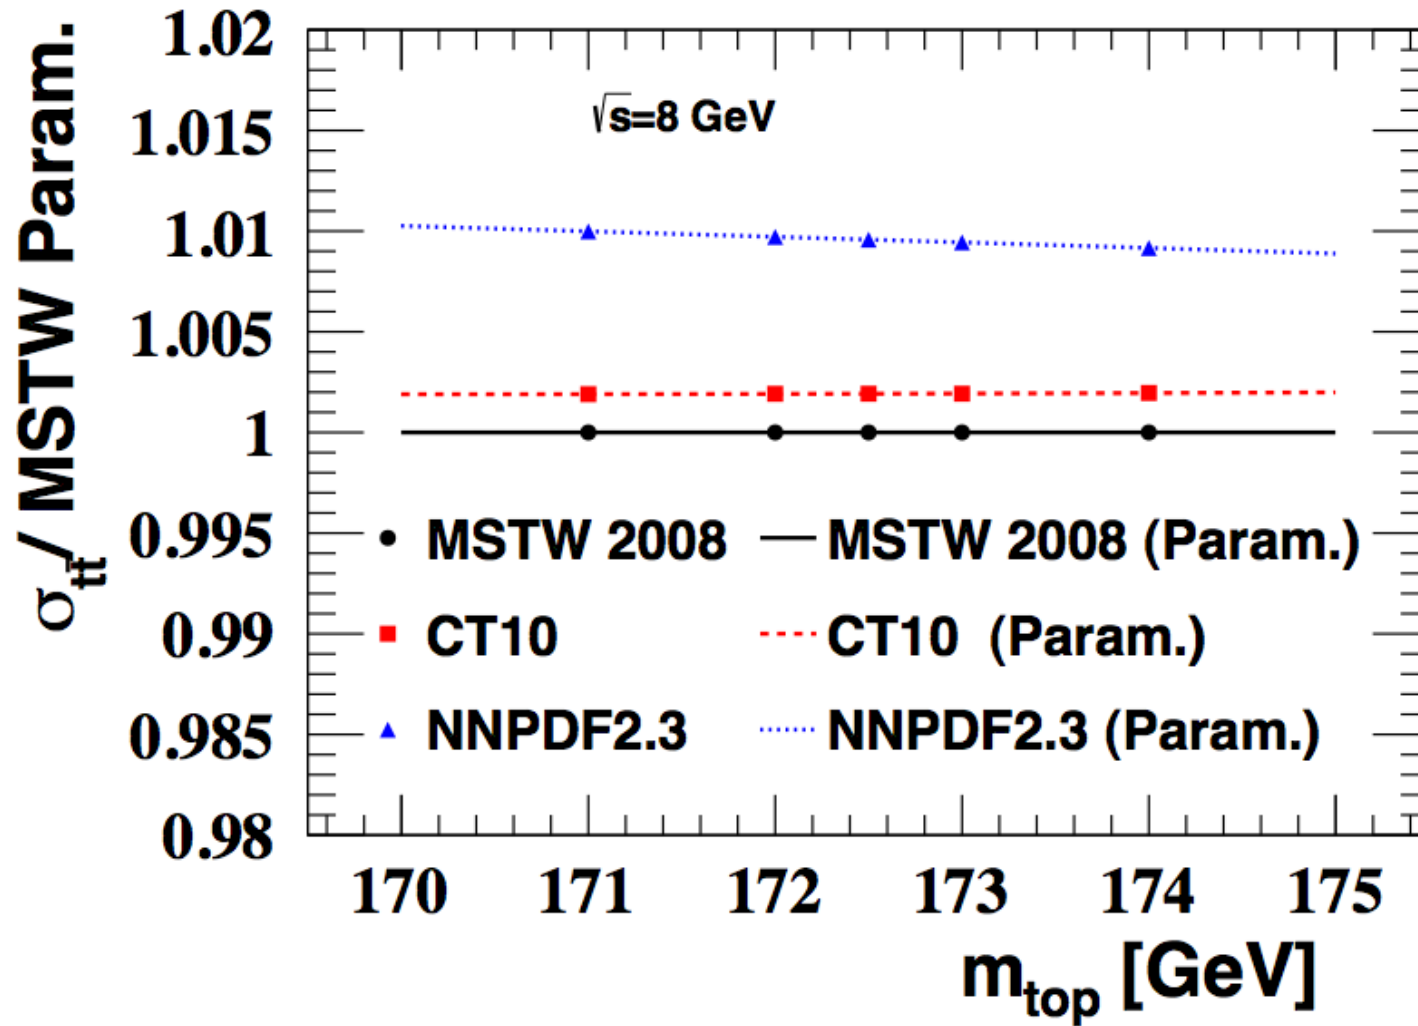 σtt̄ / MSTW Param.
1.02
1.015
1.01
1.005
1
0.995
0.99
0.985
0.98
√s=8 GeV
MSTW 2008 MSTW 2008 (Param.)
CT10 CT10 (Param.)
NNPDF2.3 NNPDF2.3 (Param.)
170 171 172 173 174 175
mtop [GeV]